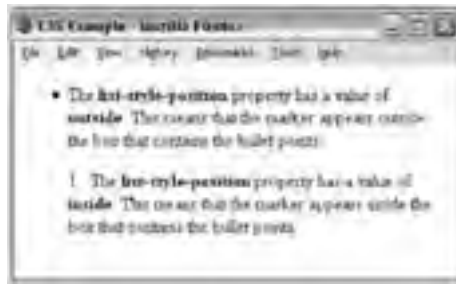 CSS Example - Mozilla Firefox
File Edit View History Bookmarks Tools Help
• The list-style-position property has a value of
outside. This means that the marker appears outside
the box that contains the bullet points.
1. The list-style-position property has a value of
inside. This means that the marker appears inside the
box that contains the bullet points.